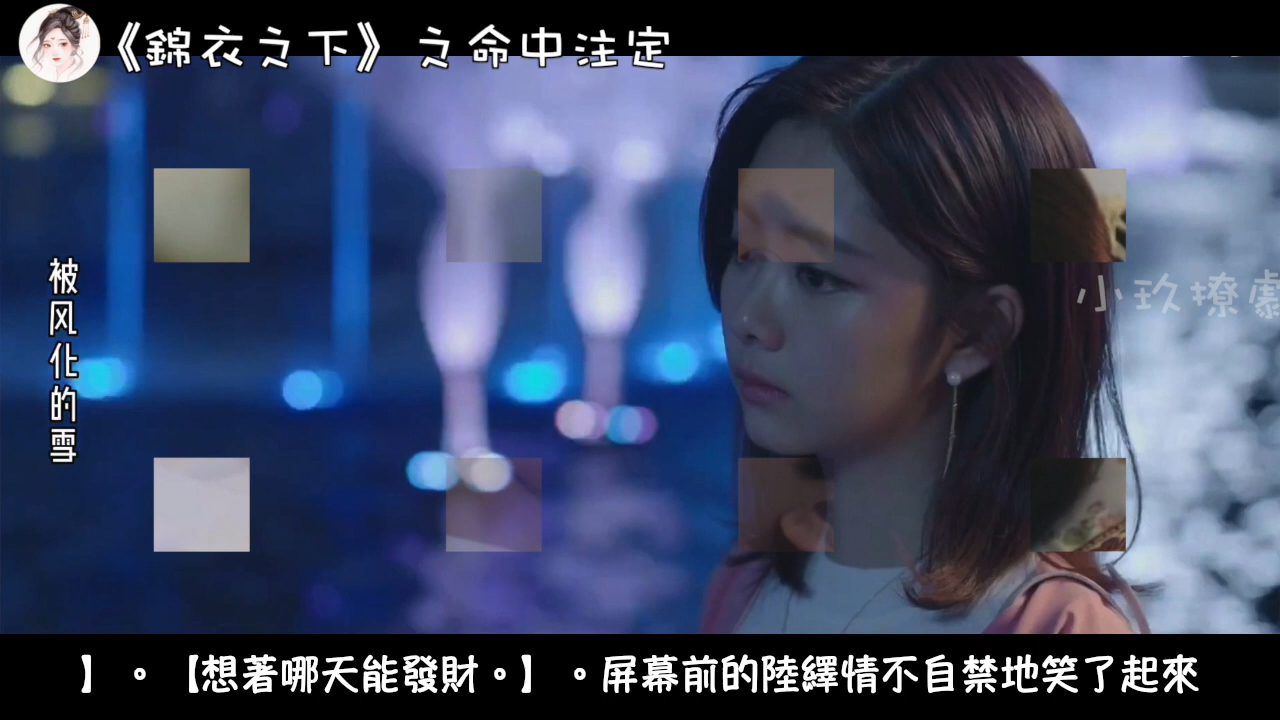 《錦衣之下》之命中注定
被风化的雪
小玖撩劇
】。【想著哪天能發財。】。屏幕前的陸繹情不自禁地笑了起來